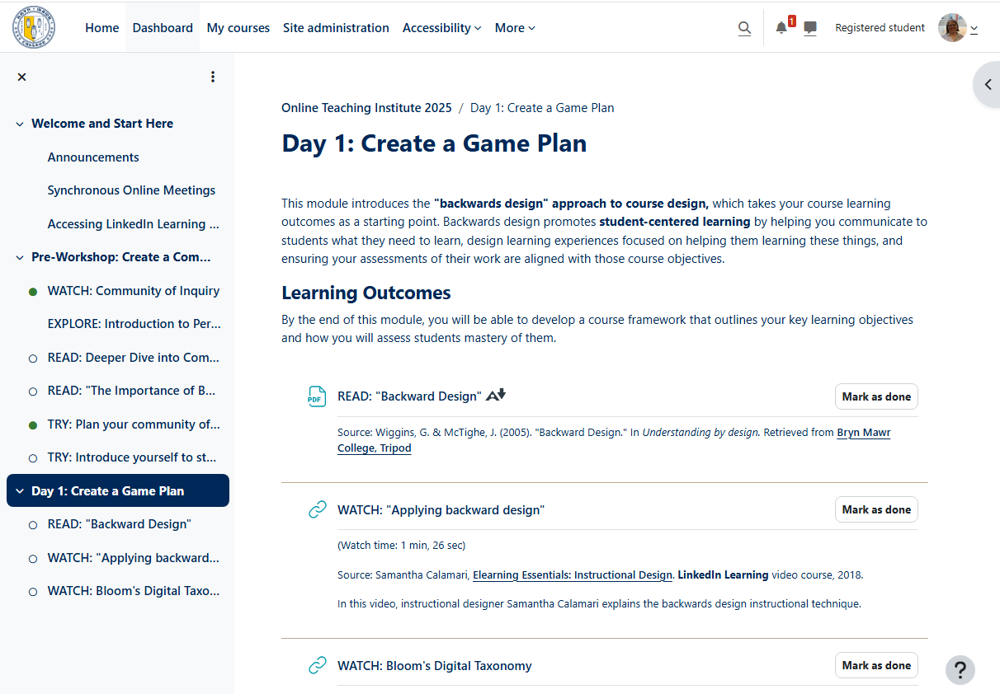 BRYN MAWR
COLLEGE
Home Dashboard My courses Site administration Accessibility More
1
Registered student
Welcome and Start Here
Announcements
Synchronous Online Meetings
Accessing LinkedIn Learning ...
Pre-Workshop: Create a Com...
WATCH: Community of Inquiry
EXPLORE: Introduction to Per...
READ: Deeper Dive into Com...
READ: "The Importance of B...
TRY: Plan your community of...
TRY: Introduce yourself to st...
Day 1: Create a Game Plan
READ: "Backward Design"
WATCH: "Applying backward...
WATCH: Bloom's Digital Taxo...
Online Teaching Institute 2025 / Day 1: Create a Game Plan
Day 1: Create a Game Plan
This module introduces the "backwards design" approach to course design, which takes your course learning
outcomes as a starting point. Backwards design promotes student-centered learning by helping you communicate to
students what they need to learn, design learning experiences focused on helping them learning these things, and
ensuring your assessments of their work are aligned with those course objectives.
Learning Outcomes
By the end of this module, you will be able to develop a course framework that outlines your key learning objectives
and how you will assess students mastery of them.
PDF
READ: "Backward Design" A
Mark as done
Source: Wiggins, G. & McTighe, J. (2005). "Backward Design." In Understanding by design. Retrieved from Bryn Mawr
College, Tripod
WATCH: "Applying backward design"
Mark as done
(Watch time: 1 min, 26 sec)
Source: Samantha Calamari, Elearning Essentials: Instructional Design. LinkedIn Learning video course, 2018.
In this video, instructional designer Samantha Calamari explains the backwards design instructional technique.
WATCH: Bloom's Digital Taxonomy
Mark as done
?